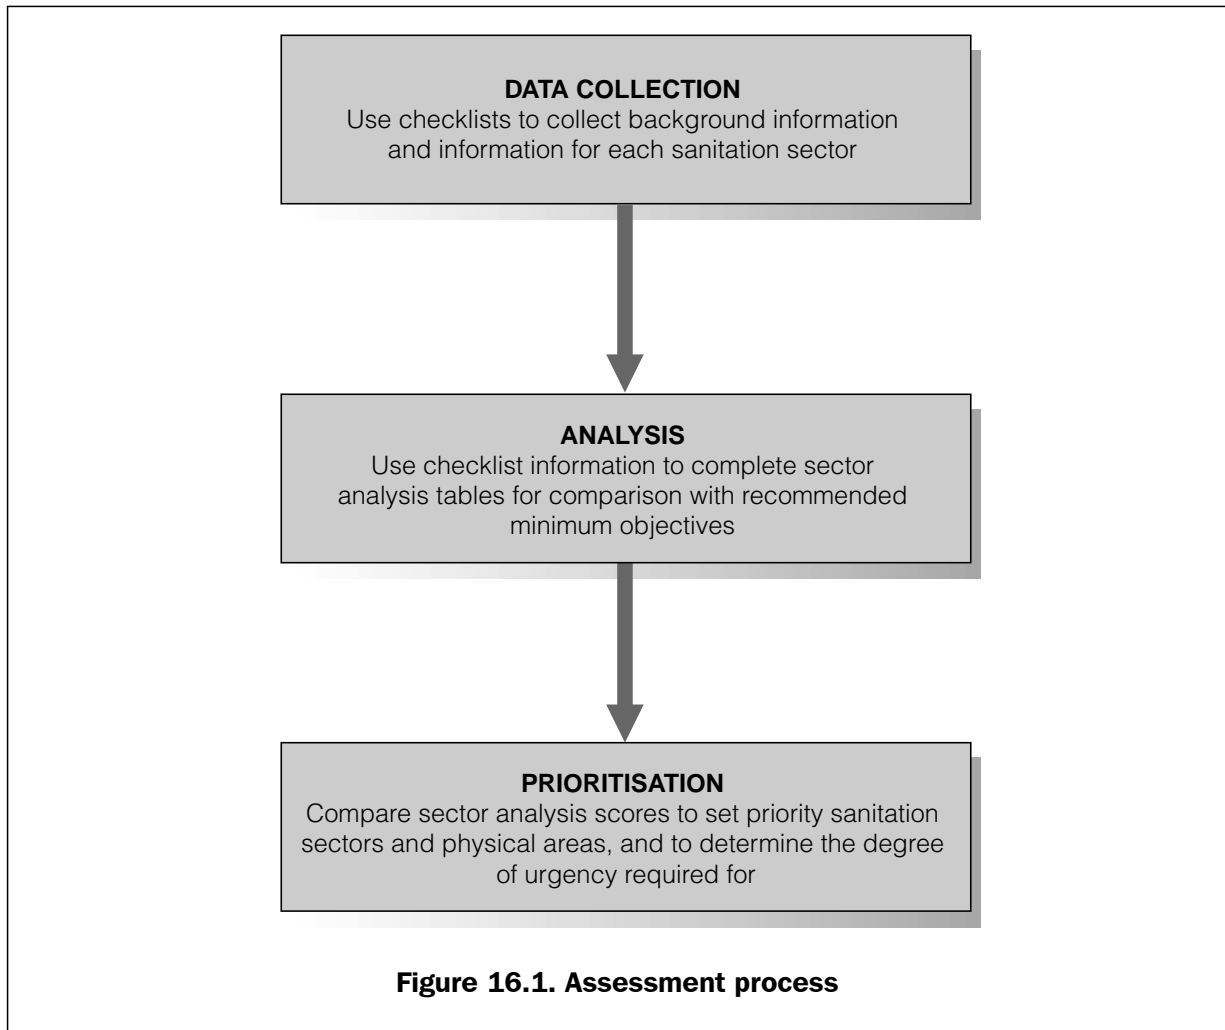 DATA COLLECTION
Use checklists to collect background information
and information for each sanitation sector
ANALYSIS
Use checklist information to complete sector
analysis tables for comparison with recommended
minimum objectives
PRIORITISATION
Compare sector analysis scores to set priority sanitation
sectors and physical areas, and to determine the degree
of urgency required for
Figure 16.1. Assessment process